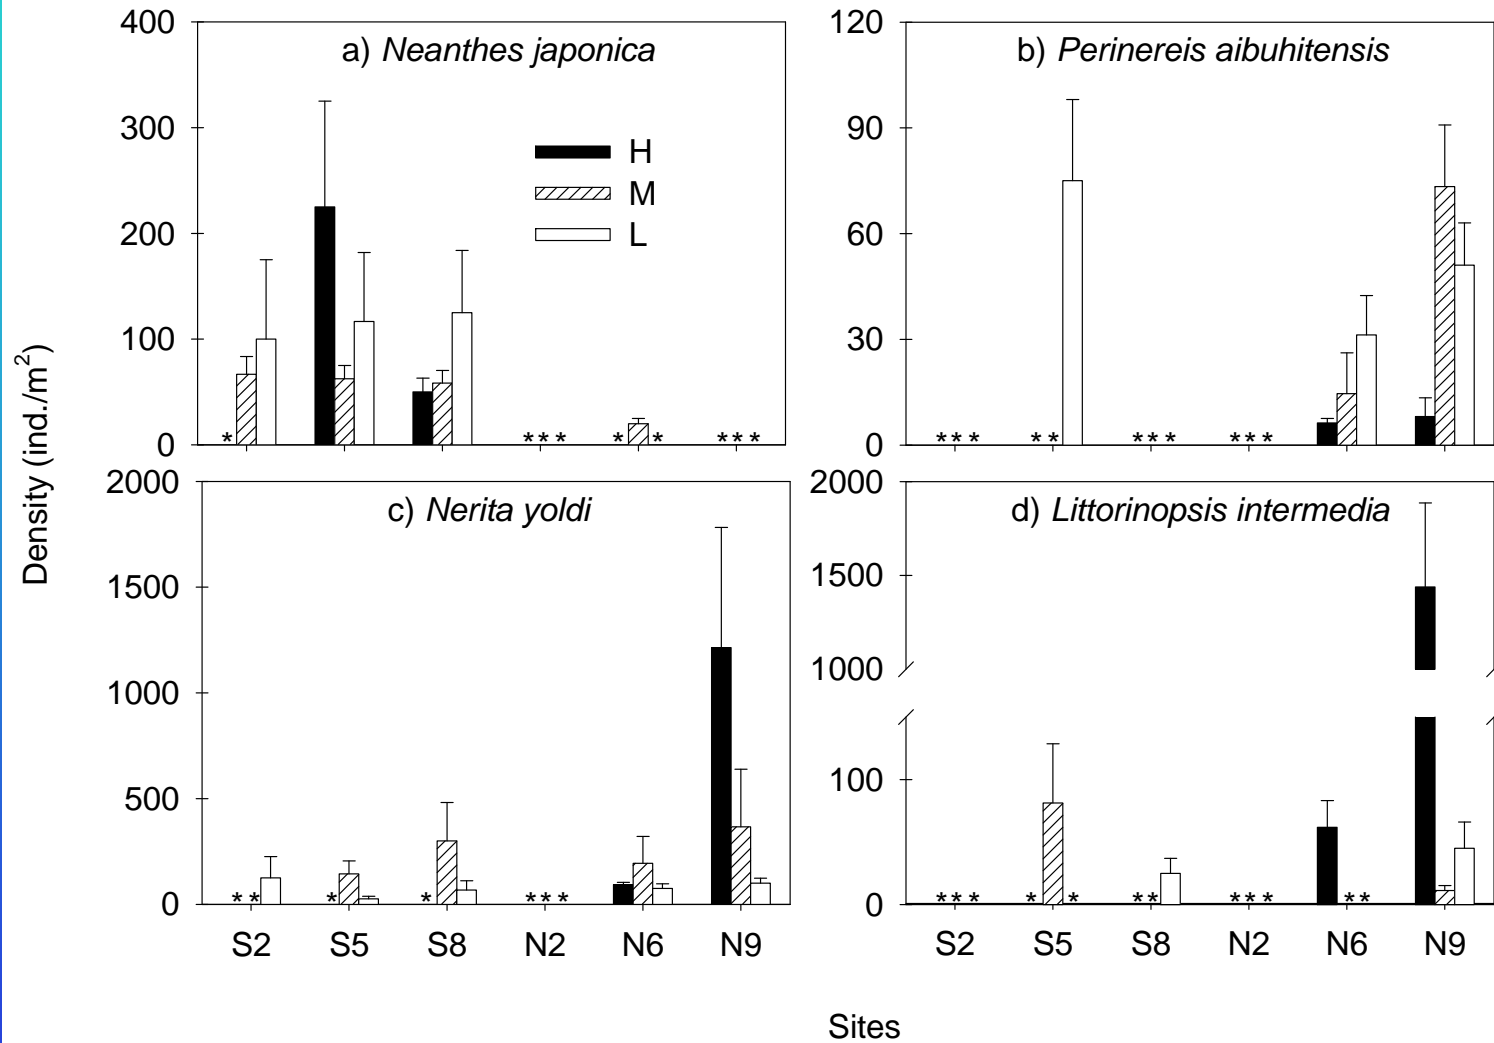 a) Neanthes japonica
400
300
200
100
0
H
M
L
* *** * * ***
b) Perinereis aibuhitensis
120
90
60
30
0
*** ** *** ***
c) Nerita yoldi
2000
1500
1000
500
0
** * * ***
S2 S5 S8 N2 N6 N9
d) Littorinopsis intermedia
2000
1500
1000
100
0
*** * * ** *** **
S2 S5 S8 N2 N6 N9
Density (ind./m²)
Sites